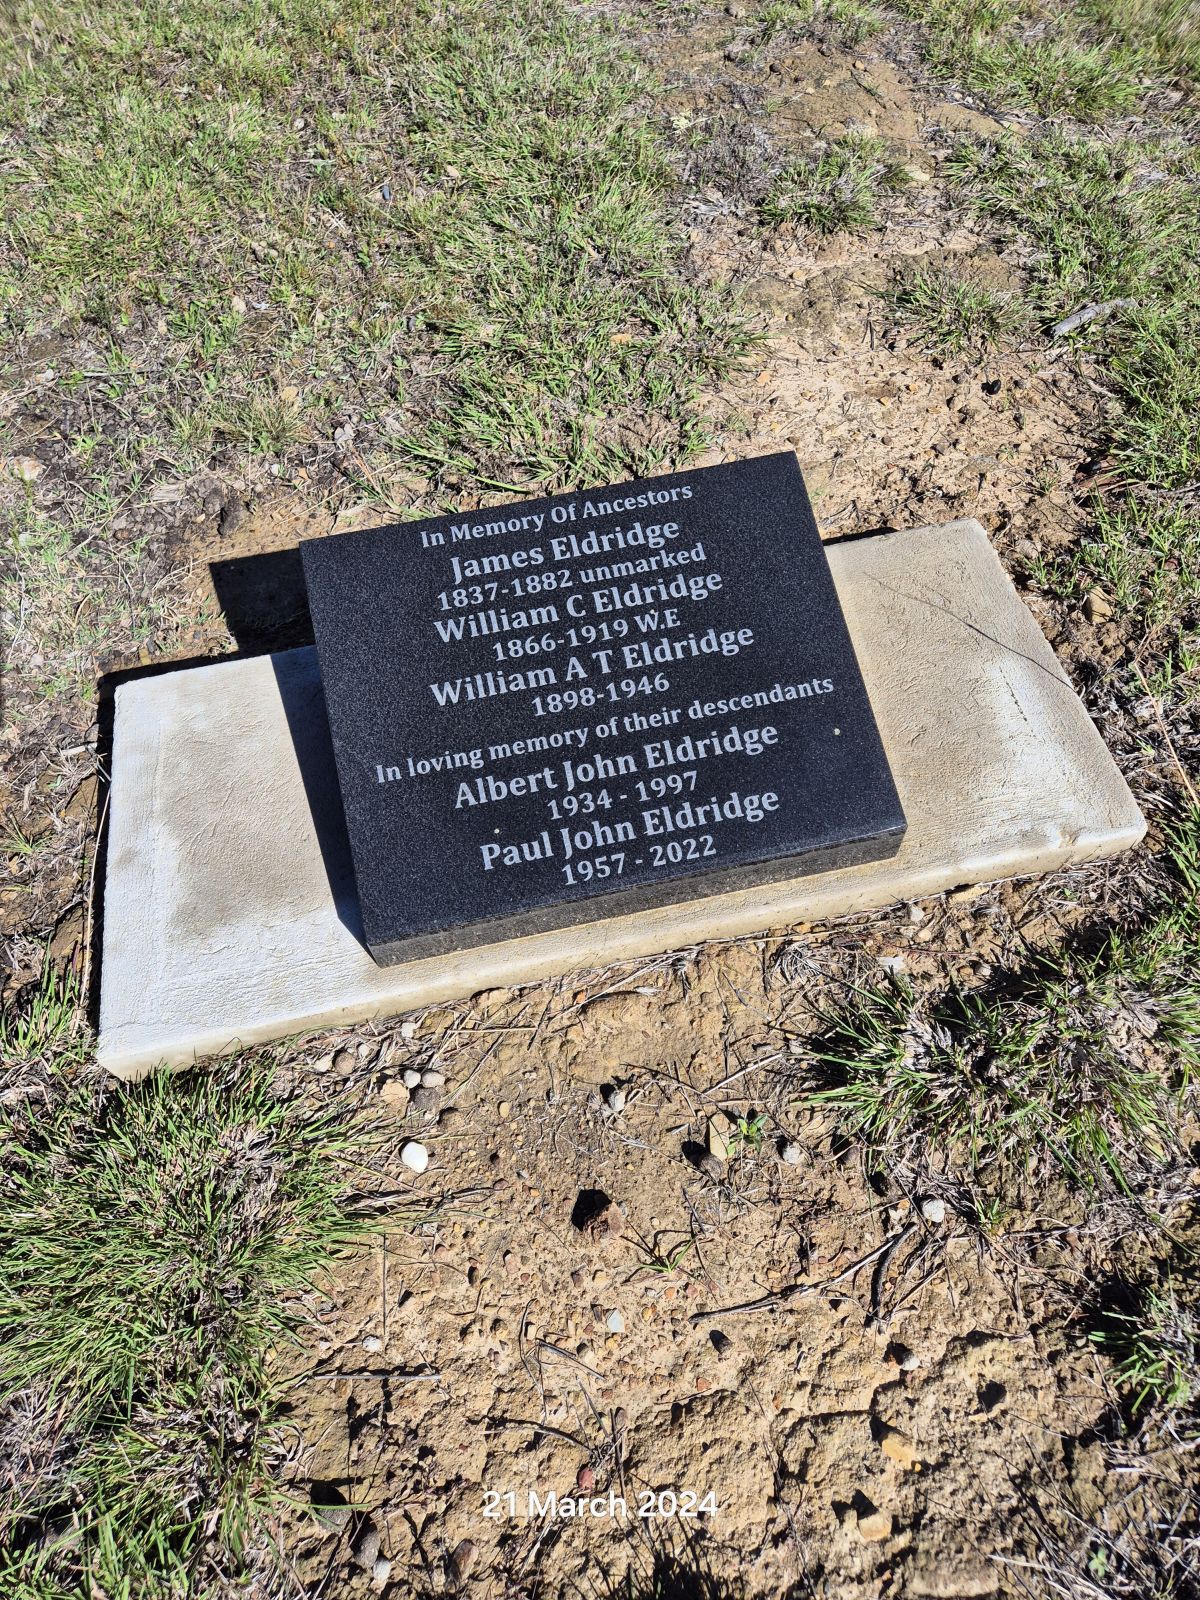 In Memory Of Ancestors
James Eldridge
1837-1882 unmarked
William C Eldridge
1866-1919 W.E
William A T Eldridge
1898-1946
In loving memory of their descendants
Albert John Eldridge
1934 - 1997
Paul John Eldridge
1957 - 2022
21 March 2024